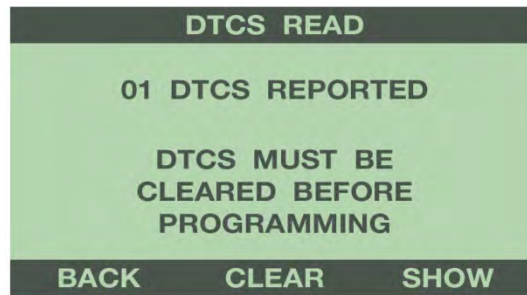 DTCS READ
01 DTCS REPORTED
DTCS MUST BE
CLEARED BEFORE
PROGRAMMING
BACK CLEAR SHOW